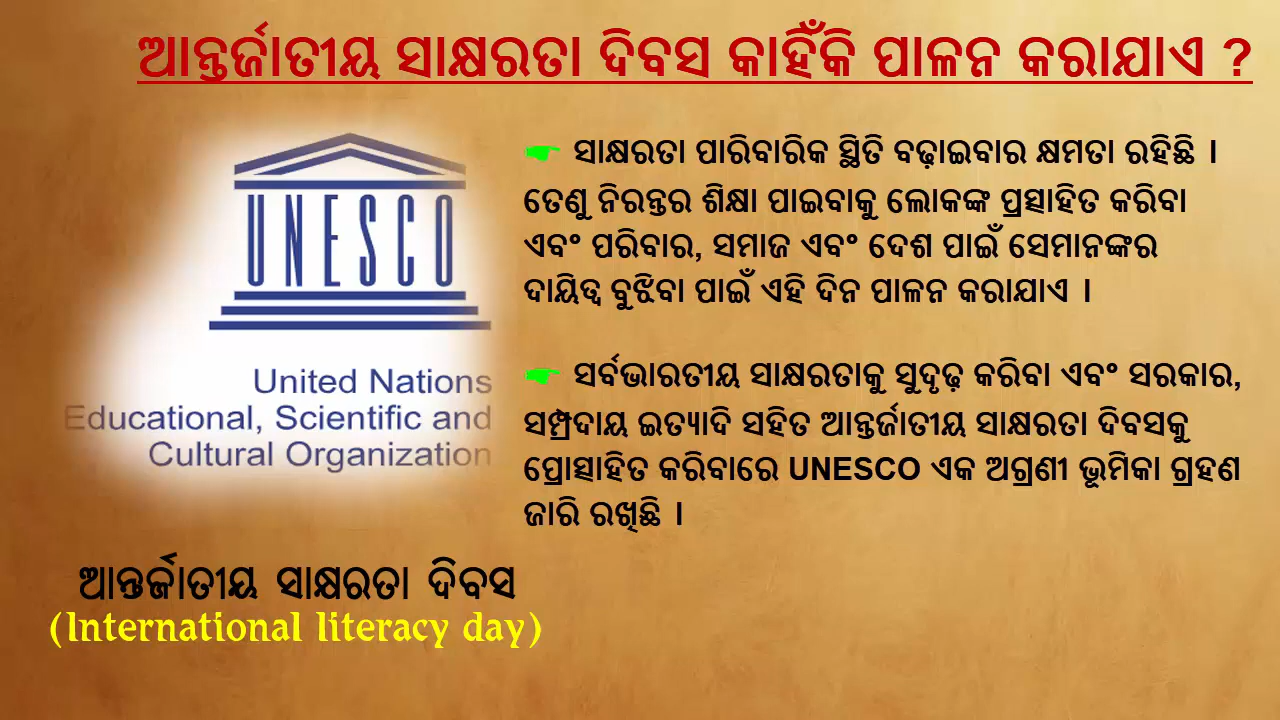 ଆନ୍ତର୍ଜାତୀୟ ସାକ୍ଷରତା ଦିବସ କାହିଁକି ପାଳନ କରାଯାଏ ?
UNESCO
United Nations
Educational, Scientific and
Cultural Organization
ଆନ୍ତର୍ଜାତୀୟ ସାକ୍ଷରତା ଦିବସ
(International literacy day)
ସାକ୍ଷରତା ପାରିବାରିକ ସ୍ଥିତି ବଢ଼ାଇବାର କ୍ଷମତା ରହିଛି ।
ତେଣୁ ନିରନ୍ତର ଶିକ୍ଷା ପାଇବାକୁ ଲୋକଙ୍କ ପ୍ରତ୍ସାହିତ କରିବା
ଏବଂ ପରିବାର, ସମାଜ ଏବଂ ଦେଶ ପାଇଁ ସେମାନଙ୍କର
ଦାୟିତ୍ୱ ବୁଝିବା ପାଇଁ ଏହି ଦିନ ପାଳନ କରାଯାଏ ।
ସର୍ବଭାରତୀୟ ସାକ୍ଷରତାକୁ ସୁଦୃଢ଼ କରିବା ଏବଂ ସରକାର,
ସମ୍ପ୍ରଦାୟ ଇତ୍ୟାଦି ସହିତ ଆନ୍ତର୍ଜାତୀୟ ସାକ୍ଷରତା ଦିବସକୁ
ପ୍ରୋତ୍ସାହିତ କରିବାରେ UNESCO ଏକ ଅଗ୍ରଣୀ ଭୂମିକା ଗ୍ରହଣ
ଜାରି ରଖିଛି ।